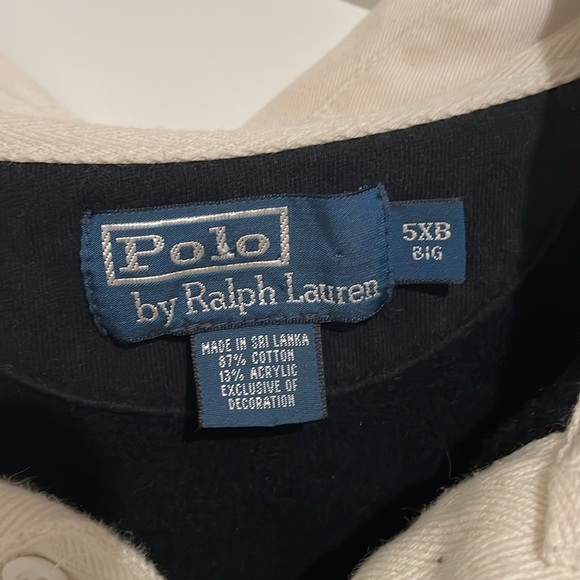 Polo
by Ralph Lauren
5XB
BIG
MADE IN SRI LANKA
87% COTTON
13% ACRYLIC
EXCLUSIVE OF
DECORATION